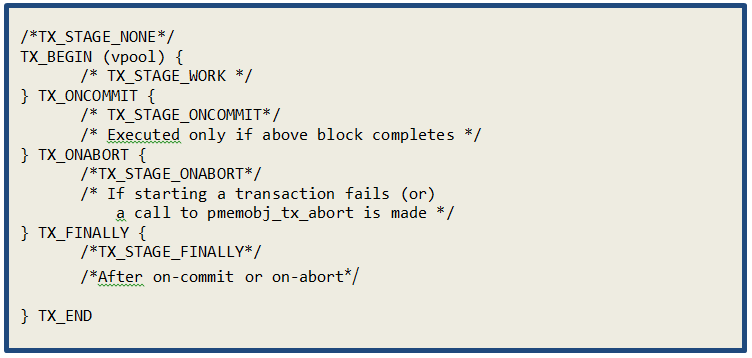 /*TX_STAGE_NONE*/
TX_BEGIN (vpool) {
/* TX_STAGE_WORK */
} TX_ONCOMMIT {
/* TX_STAGE_ONCOMMIT*/
/* Executed only if above block completes */
} TX_ONABORT {
/*TX_STAGE_ONABORT*/
/* If starting a transaction fails (or)
a call to pmemobj_tx_abort is made */
} TX_FINALLY {
/*TX_STAGE_FINALLY*/
/*After on-commit or on-abort*/
} TX_END